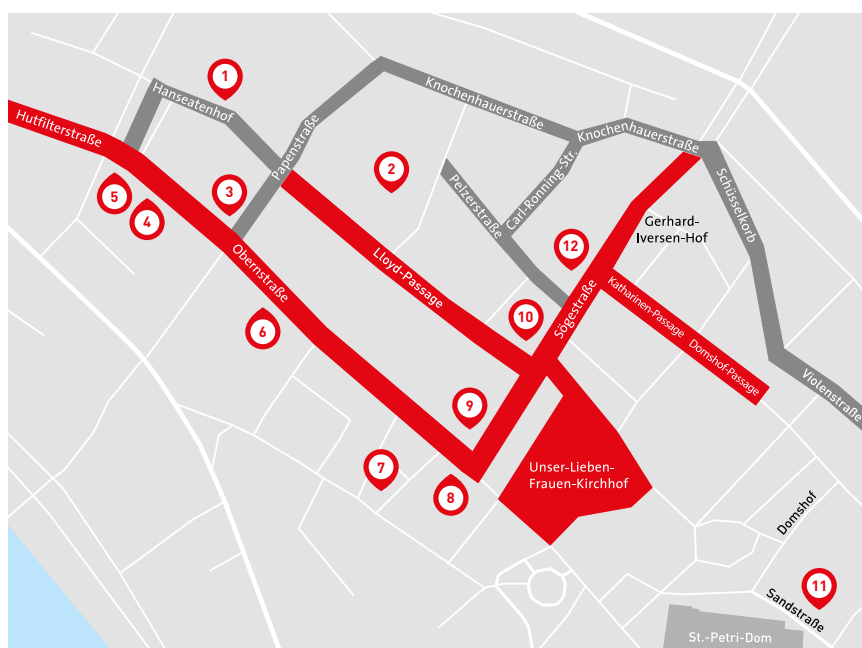 1
Hanseatenhof
Hutfilterstraße
Papenstraße
Knochenhauerstraße
Knochenhauerstraße
2
3
5
4
Pelzerstraße
Carl-Ronning-Str.
Schüsselkorb
Gerhard-
Iversen-Hof
12
Obernstraße
Lloyd-Passage
6
10
Sögestraße
Katharinen-Passage
Domshof-Passage
Violenstraße
9
7
8
Unser-Lieben-
Frauen-Kirchhof
Domshof
11
Sandstraße
St.-Petri-Dom